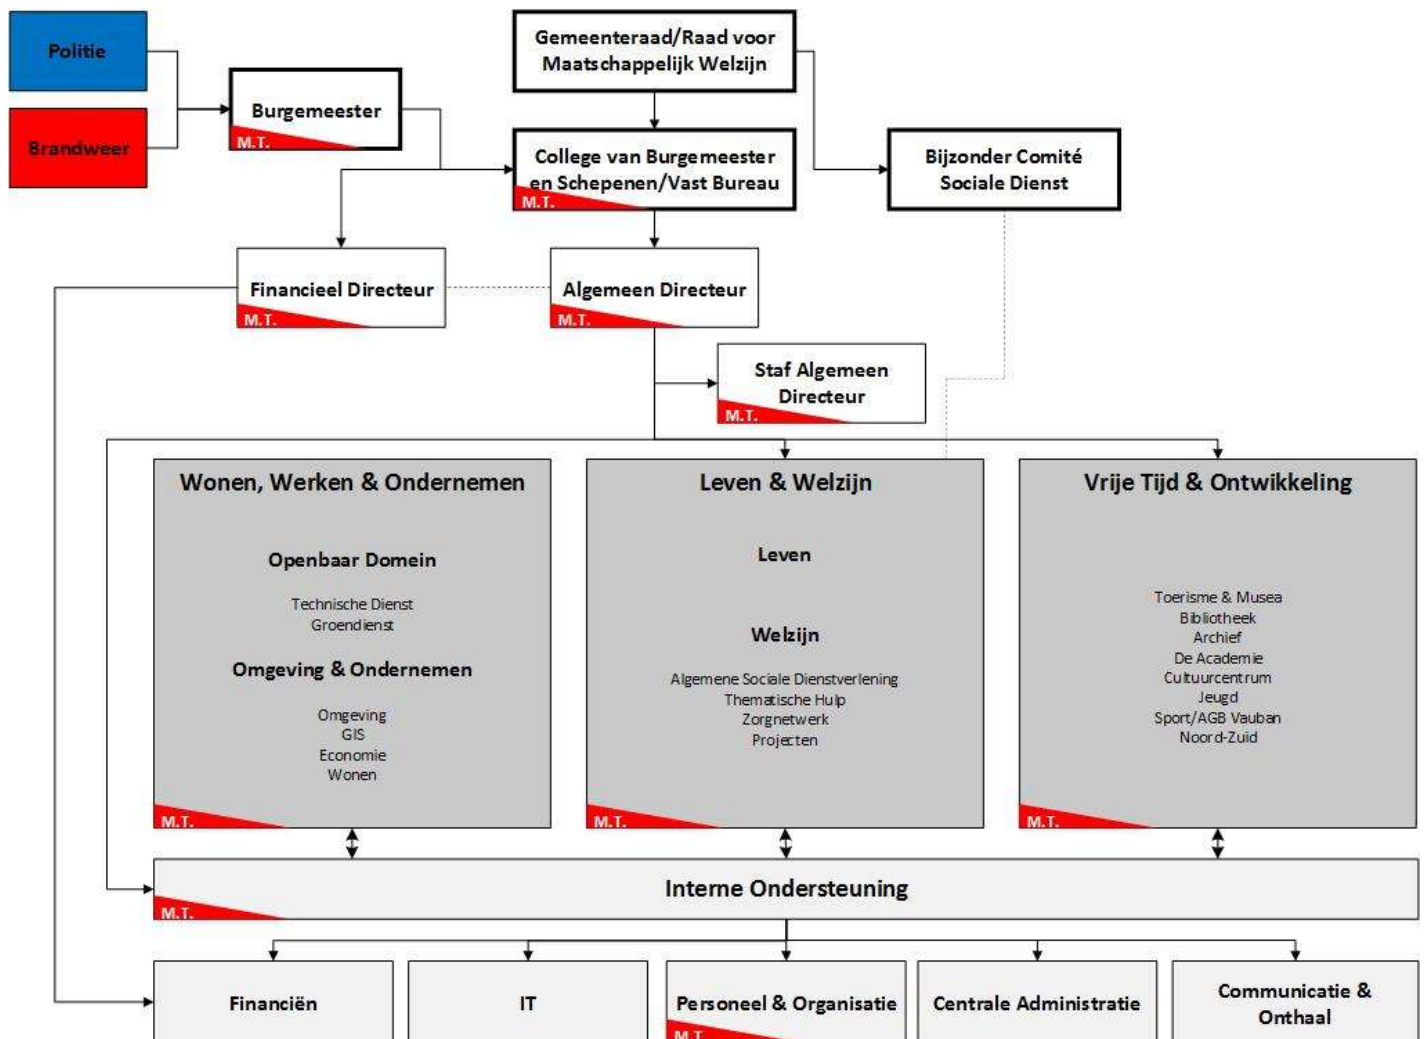 Politie
Brandweer
Burgemeester
M.T.
Gemeenteraad/Raad voor
Maatschappelijk Welzijn
College van Burgemeester
en Schepenen/Vast Bureau
M.T.
Bijzonder Comité
Sociale Dienst
Financieel Directeur
M.T.
Algemeen Directeur
M.T.
Staf Algemeen
Directeur
M.T.
Wonen, Werken & Ondernemen
Openbaar Domein
Technische Dienst
Groendienst
Omgeving & Ondernemen
Omgeving
GIS
Economie
Wonen
M.T.
Leven & Welzijn
Leven
Welzijn
Algemene Sociale Dienstverlening
Thematische Hulp
Zorgnetwerk
Projecten
M.T.
Vrije Tijd & Ontwikkeling
Toerisme & Musea
Bibliotheek
Archief
De Academie
Cultuurcentrum
Jeugd
Sport/AGB Vauban
Noord-Zuid
M.T.
Interne Ondersteuning
M.T.
Financiën
IT
Personeel & Organisatie
M.T.
Centrale Administratie
Communicatie &
Onthaal